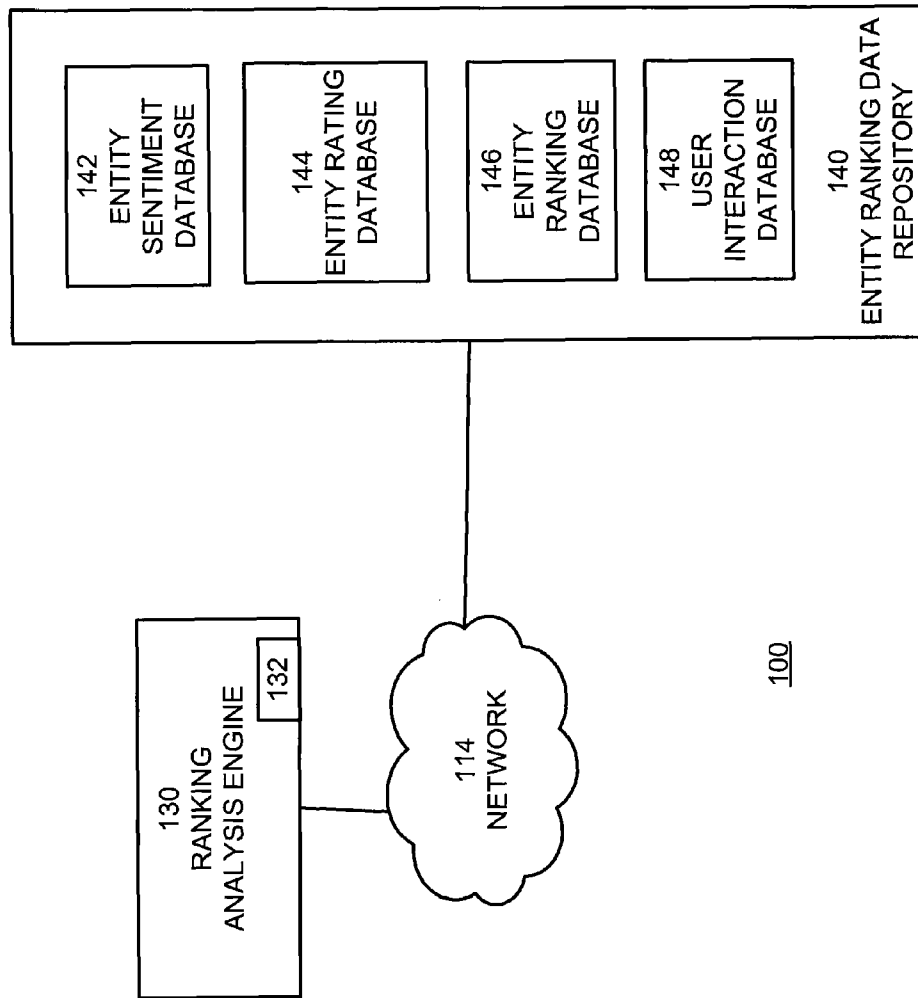 130
RANKING
ANALYSIS ENGINE
132
114
NETWORK
100
142
ENTITY
SENTIMENT
DATABASE
144
ENTITY RATING
DATABASE
146
ENTITY
RANKING
DATABASE
148
USER
INTERACTION
DATABASE
140
ENTITY RANKING DATA
REPOSITORY